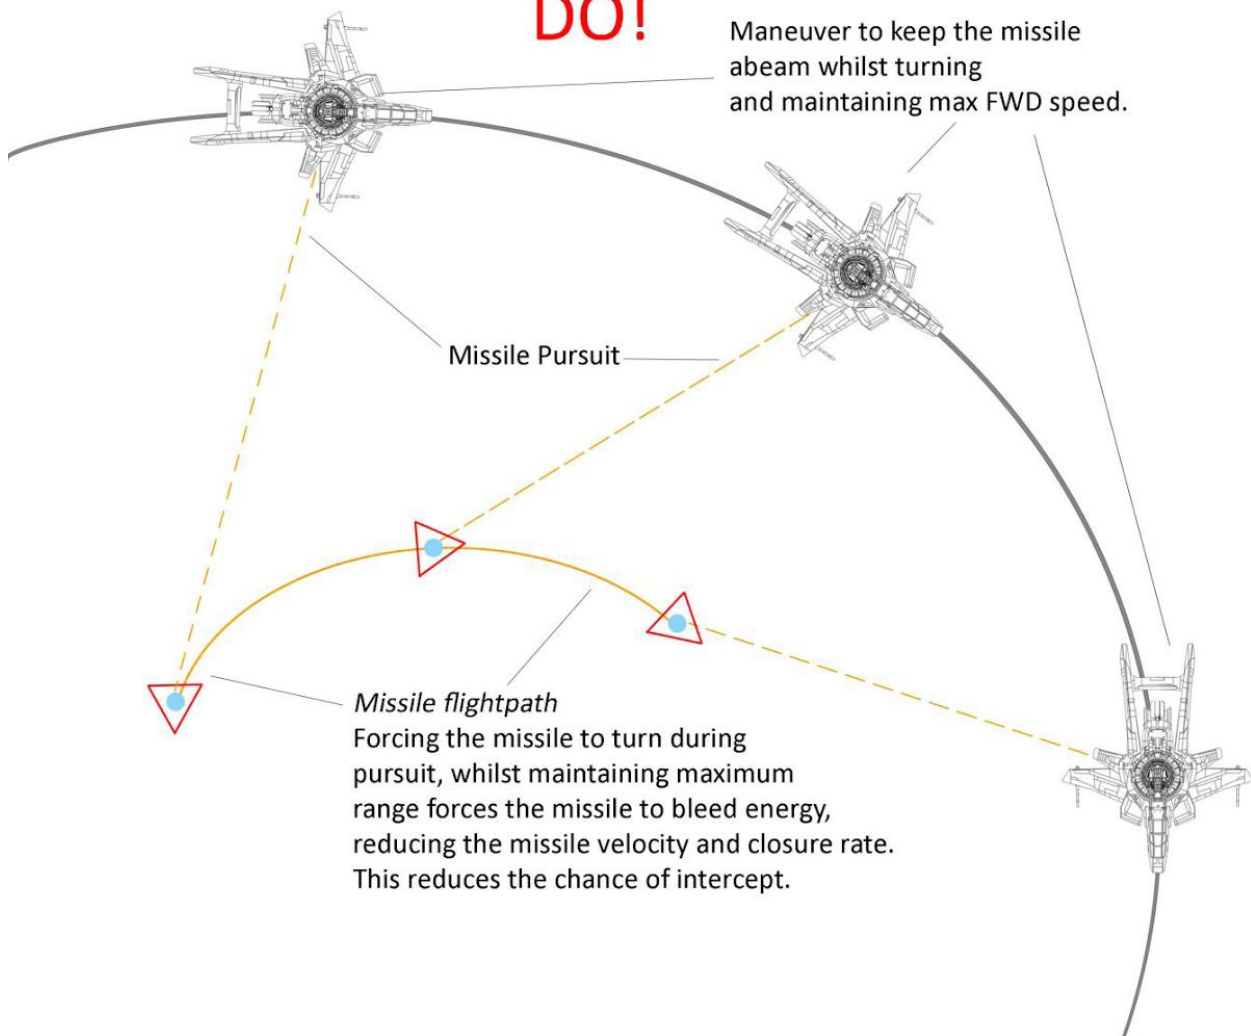 DO!
Maneuver to keep the missile
abeam whilst turning
and maintaining max FWD speed.
Missile Pursuit
Missile flightpath
Forcing the missile to turn during
pursuit, whilst maintaining maximum
range forces the missile to bleed energy,
reducing the missile velocity and closure rate.
This reduces the chance of intercept.